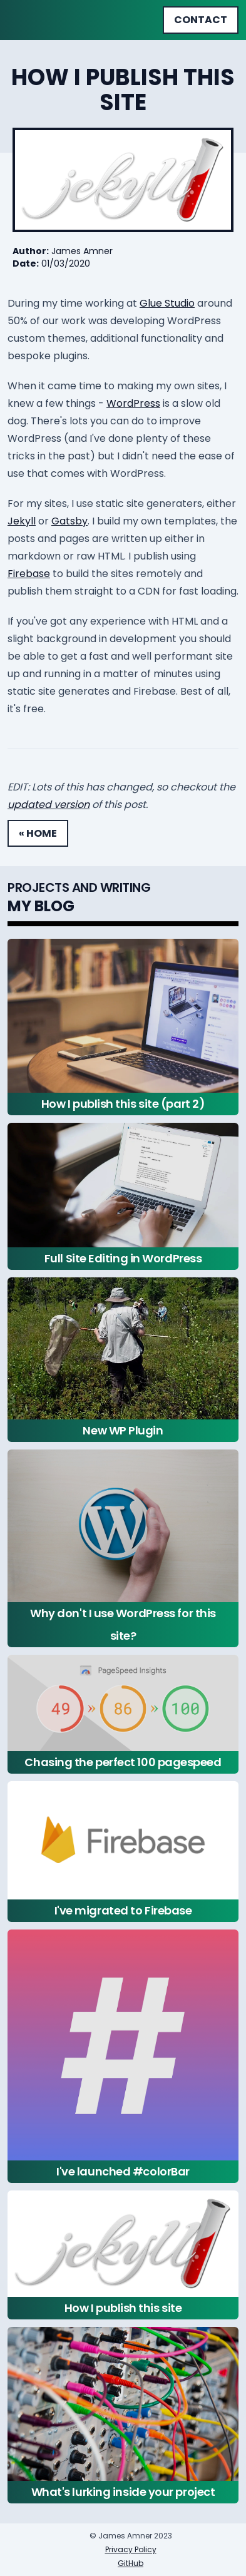 CONTACT
HOW I PUBLISH THIS
SITE
jekyll
Author: James Amner
Date: 01/03/2020
During my time working at Glue Studio around
50% of our work was developing WordPress
custom themes, additional functionality and
bespoke plugins.
When it came time to making my own sites, I
knew a few things - WordPress is a slow old
dog. There's lots you can do to improve
WordPress (and I've done plenty of these
tricks in the past) but I didn't need the ease of
use that comes with WordPress.
For my sites, I use static site generators, either
Jekyll or Gatsby. I build my own templates, the
posts and pages are written up either in
markdown or raw HTML. I publish using
Firebase to build the sites remotely and
publish them straight to a CDN for fast loading.
If you've got any experience with HTML and a
slight background in development you should
be able to get a fast and well performant site
up and running in a matter of minutes using
static site generates and Firebase. Best of all,
it's free.
EDIT: Lots of this has changed, so checkout the
updated version of this post.
« HOME
PROJECTS AND WRITING
MY BLOG
How I publish this site (part 2)
Full Site Editing in WordPress
New WP Plugin
Why don't I use WordPress for this
site?
PageSpeed Insights
49 » 86 » 100
Chasing the perfect 100 pagespeed
Firebase
I've migrated to Firebase
#
I've launched #colorBar
jekyll
How I publish this site
What's lurking inside your project
© James Amner 2023
Privacy Policy
GitHub